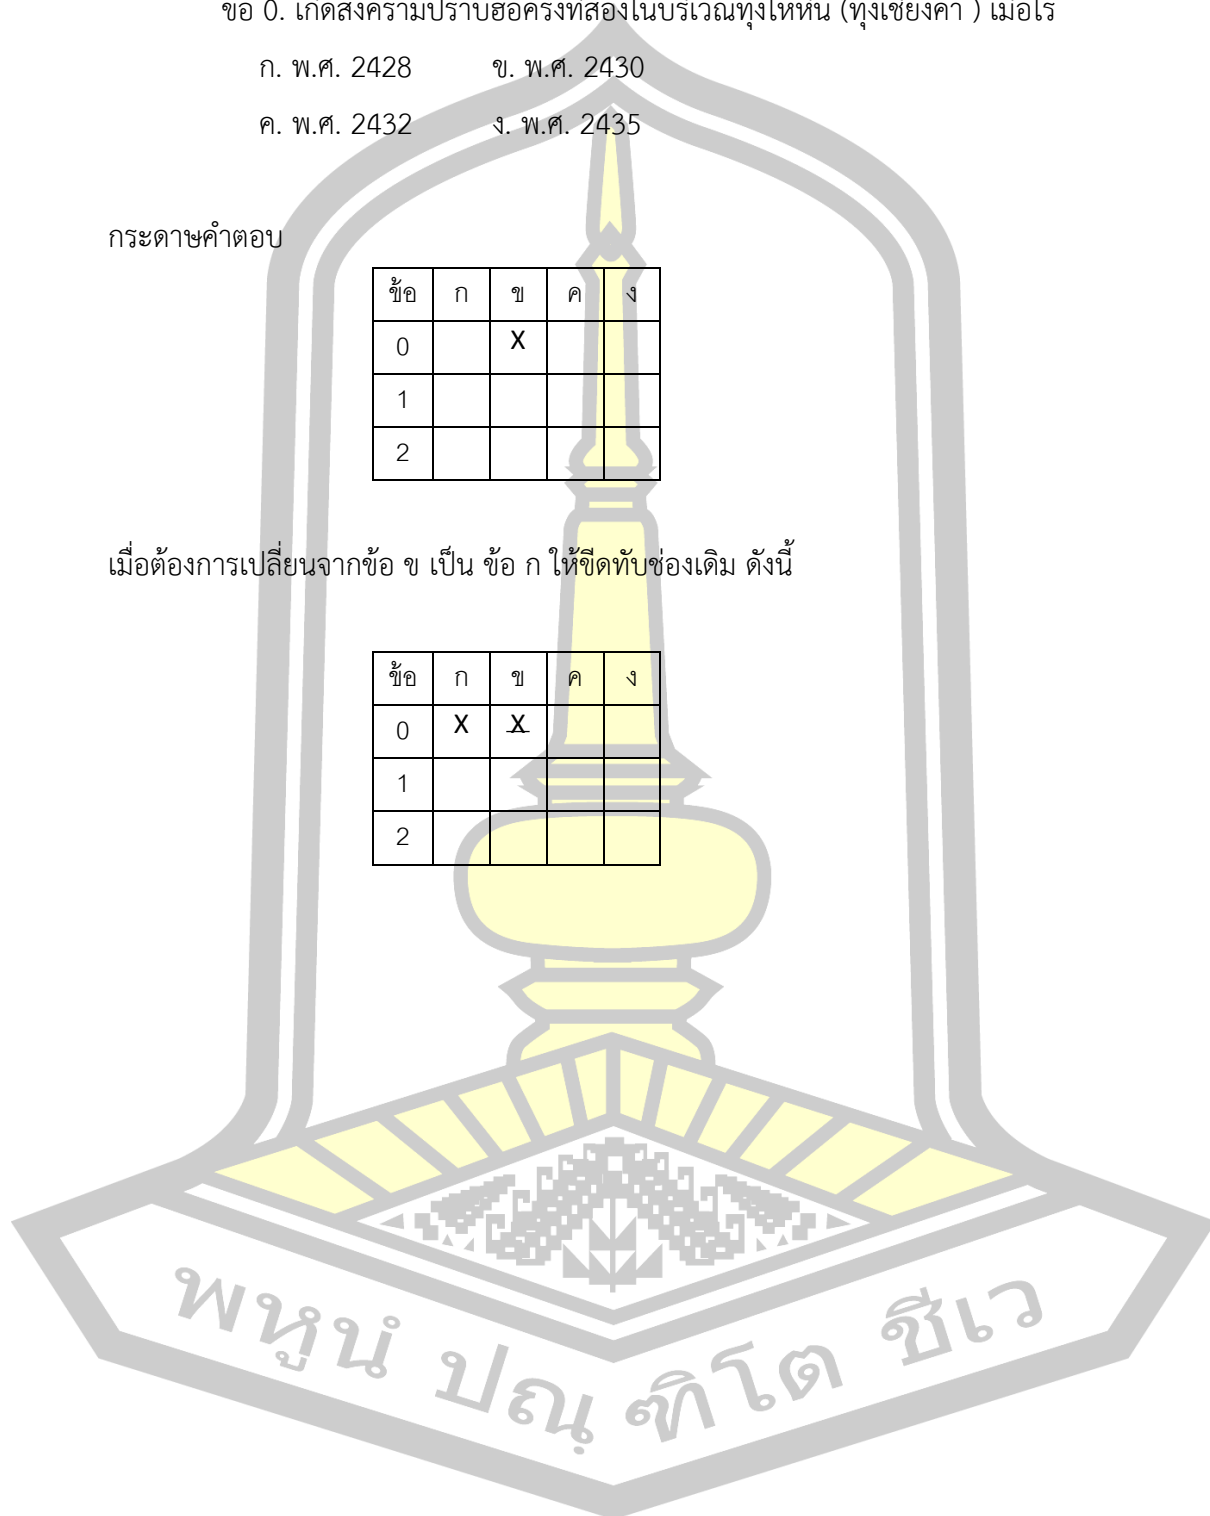 ข้อ 0. เกิดสงครามปราบฮ่อครั้งที่สองในบริเวณทุ่งไหหิน (ทุ่งเชียงคำ ) เมื่อไร
ก. พ.ศ. 2428 ข. พ.ศ. 2430
ค. พ.ศ. 2432 ง. พ.ศ. 2435
กระดาษคำตอบ
ข้อ ก ข ค ง
0 X
1
2
เมื่อต้องการเปลี่ยนจากข้อ ข เป็น ข้อ ก ให้ขีดทับช่องเดิม ดังนี้
ข้อ ก ข ค ง
0 X X
1
2
พหูนํ ปณฺฑิโต ชีเว